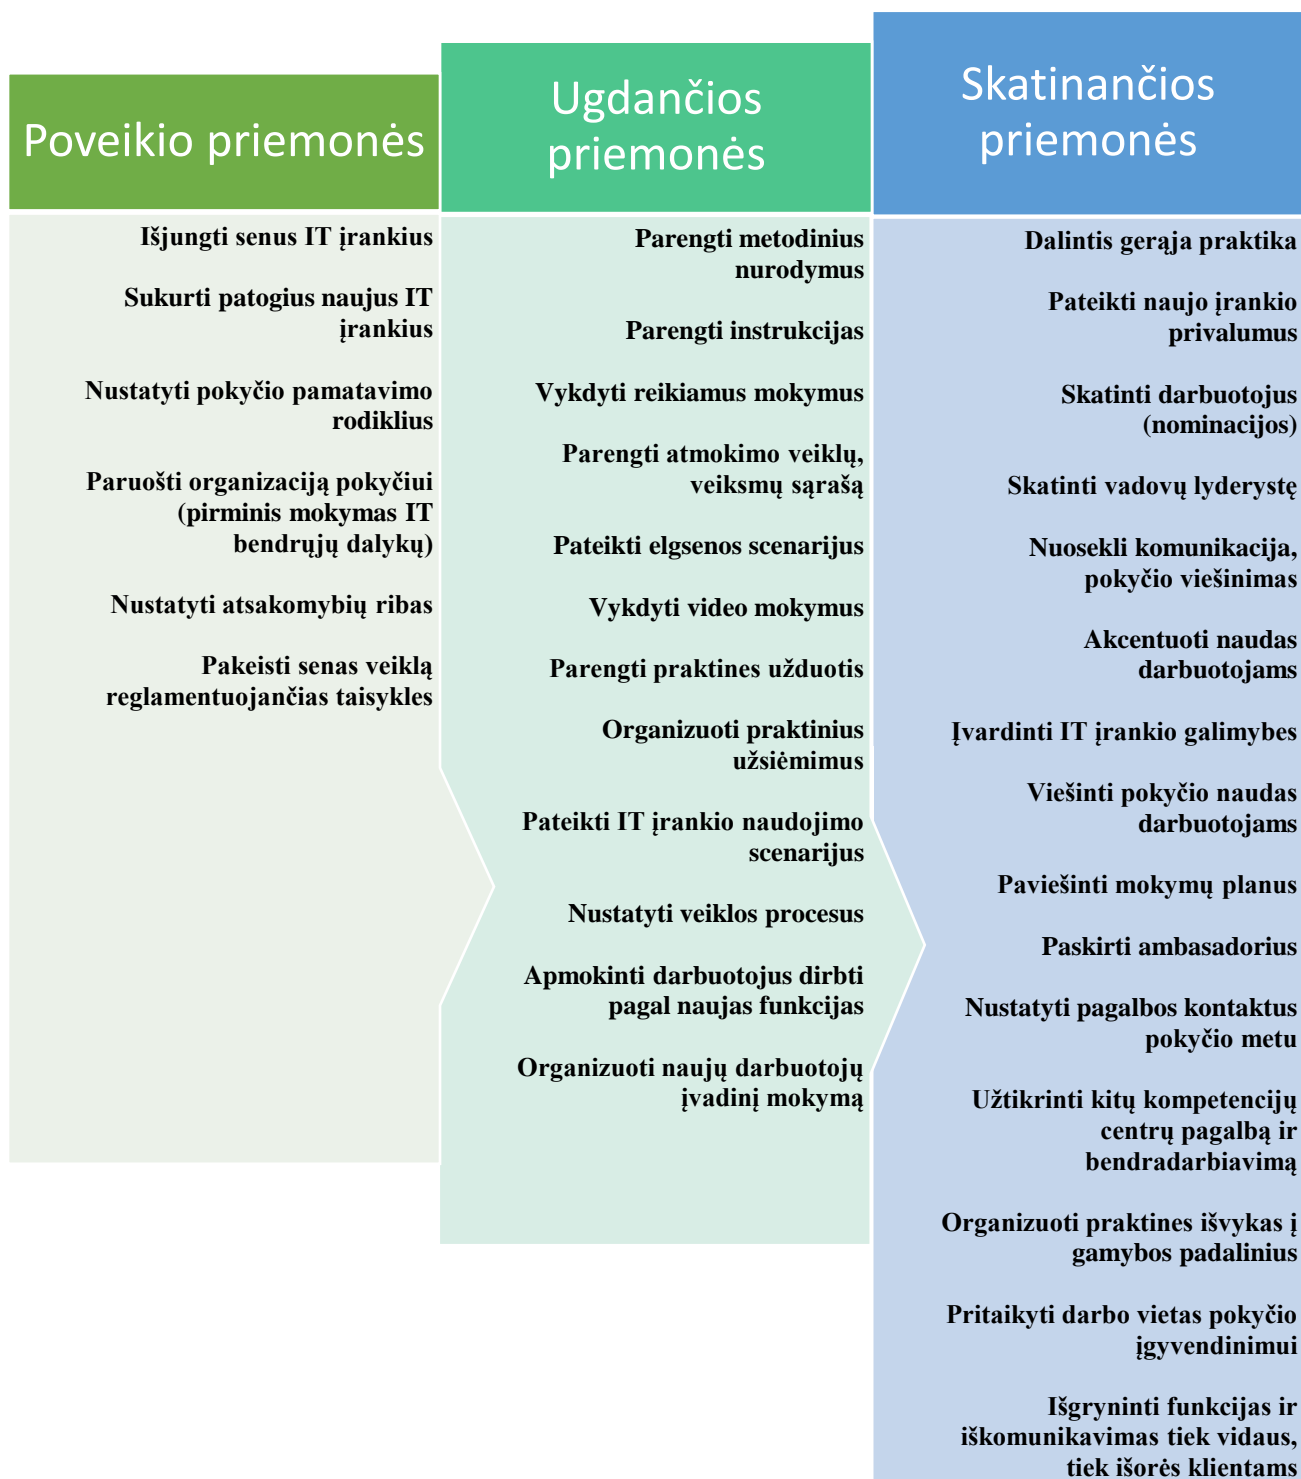 Poveikio priemonės
Išjungti senus IT įrankius
Sukurti patogius naujus IT
įrankius
Nustatyti pokyčio pamatavimo
rodiklius
Paruošti organizaciją pokyčiui
(pirminis mokymas IT
bendrųjų dalykų)
Nustatyti atsakomybių ribas
Pakeisti senas veiklą
reglamentuojančias taisykles
Ugdančios
priemonės
Parengti metodinius
nurodymus
Parengti instrukcijas
Vykdyti reikiamus mokymus
Parengti atmokimo veiklų,
veiksmų sąrašą
Pateikti elgsenos scenarijus
Vykdyti video mokymus
Parengti praktines užduotis
Organizuoti praktinius
užsiėmimus
Pateikti IT įrankio naudojimo
scenarijus
Nustatyti veiklos procesus
Apmokinti darbuotojus dirbti
pagal naujas funkcijas
Organizuoti naujų darbuotojų
įvadinį mokymą
Skatinančios
priemonės
Dalintis gerąja praktika
Pateikti naujo įrankio
privalumus
Skatinti darbuotojus
(nominacijos)
Skatinti vadovų lyderystę
Nuosekli komunikacija,
pokyčio viešinimas
Akcentuoti naudas
darbuotojams
Įvardinti IT įrankio galimybes
Viešinti pokyčio naudas
darbuotojams
Paviešinti mokymų planus
Paskirti ambasadorius
Nustatyti pagalbos kontaktus
pokyčio metu
Užtikrinti kitų kompetencijų
centrų pagalbą ir
bendradarbiavimą
Organizuoti praktines išvykas į
gamybos padalinius
Pritaikyti darbo vietas pokyčio
įgyvendinimui
Išgryninti funkcijas ir
iškomunikavimas tiek vidaus,
tiek išorės klientams